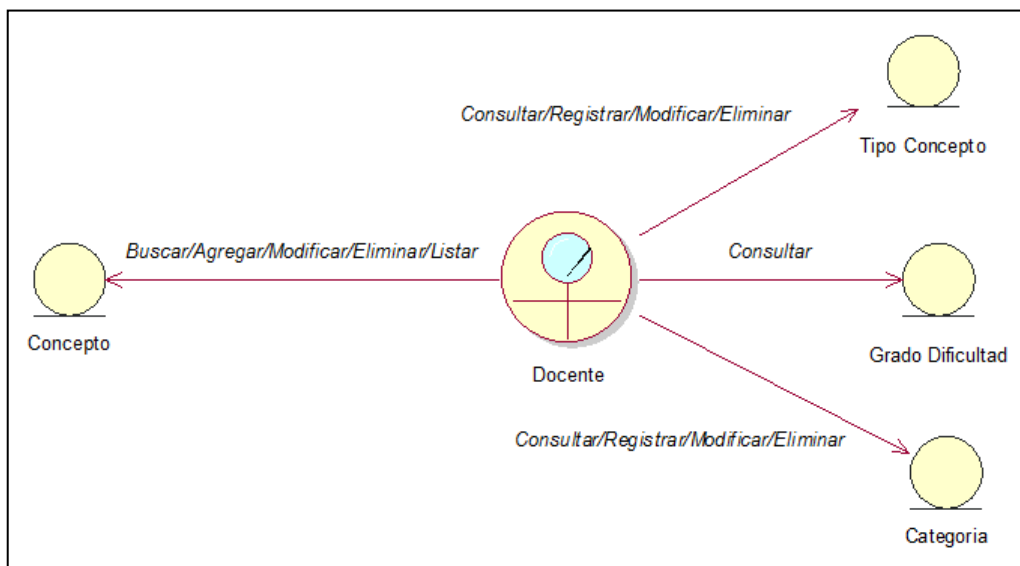 Consultar/Registrar/Modificar/Eliminar
Tipo Concepto
Buscar/Agregar/Modificar/Eliminar/Listar
Consultar
Concepto
Grado Dificultad
Docente
Consultar/Registrar/Modificar/Eliminar
Categoria